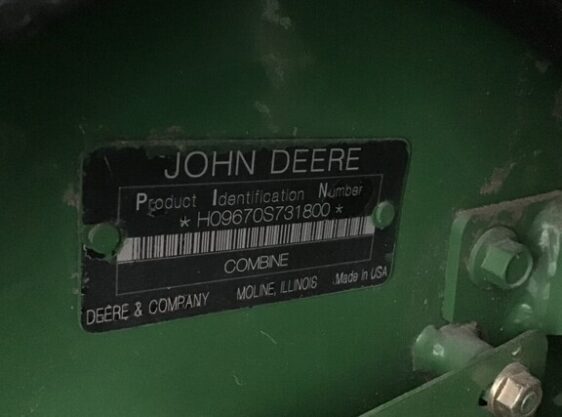 JOHN DEERE
Product Identification Number
* H09670S731800 *
COMBINE
DEERE & COMPANY MOLINE, ILLINOIS Made in USA